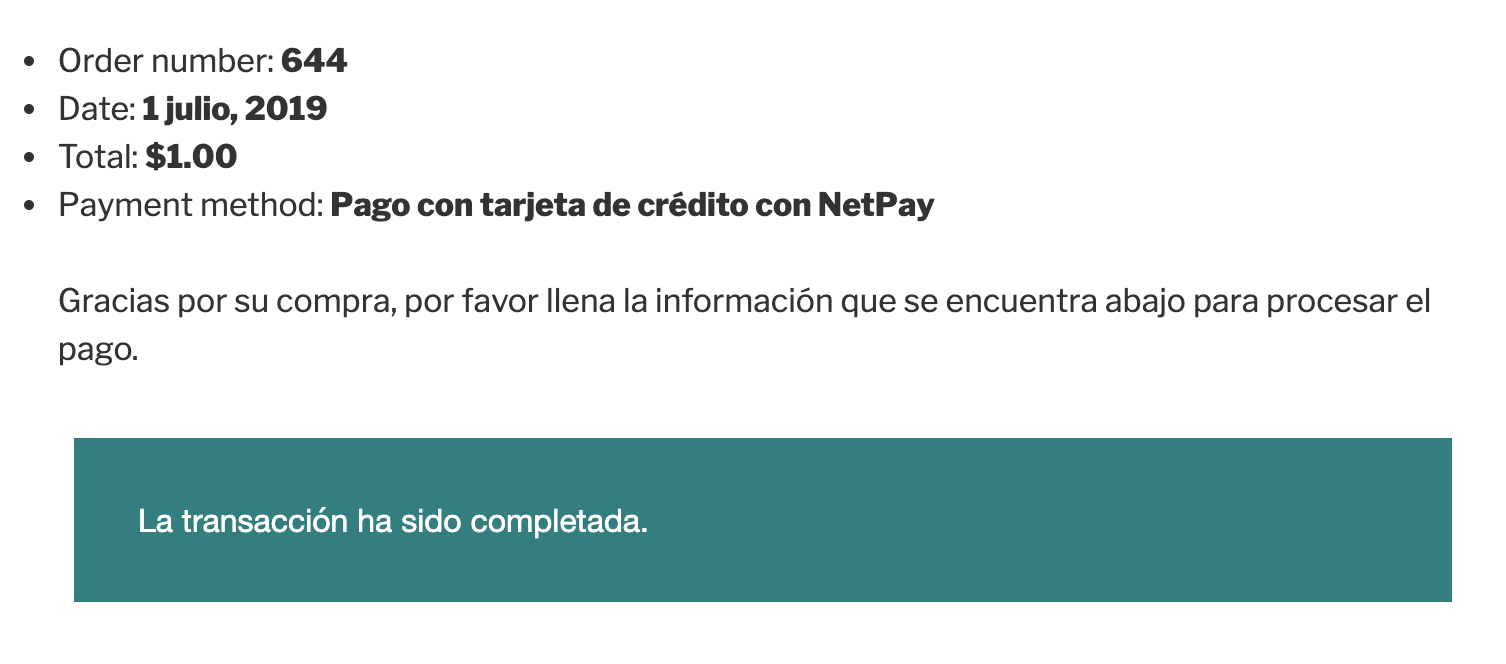 • Order number: 644
• Date: 1 julio, 2019
• Total: $1.00
• Payment method: Pago con tarjeta de crédito con NetPay
Gracias por su compra, por favor llena la información que se encuentra abajo para procesar el
pago.
La transacción ha sido completada.